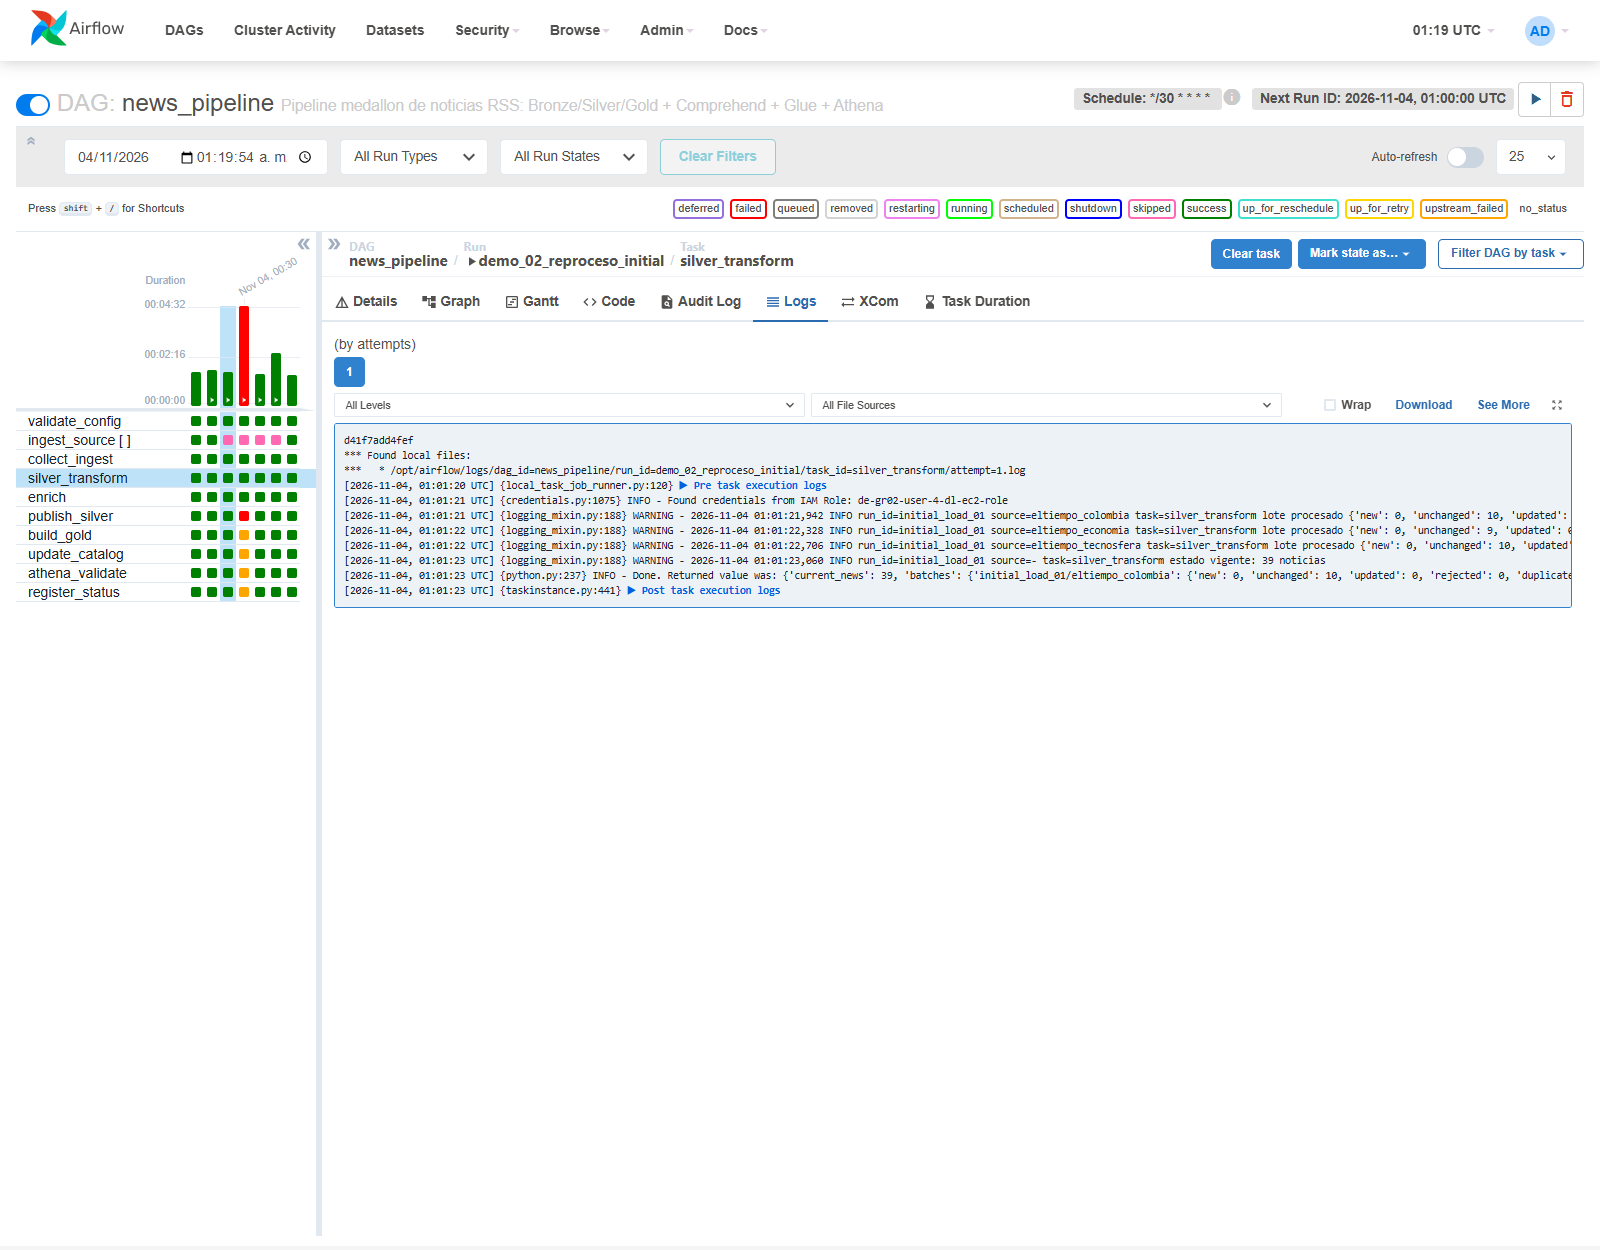 Airflow
DAGs
Cluster Activity
Datasets
Security
Browse
Admin
Docs
01:19 UTC
AD
DAG: news_pipeline Pipeline medallon de noticias RSS: Bronze/Silver/Gold + Comprehend + Glue + Athena
Schedule: */30 * * * *
i
Next Run ID: 2026-11-04, 01:00:00 UTC
04/11/2026 01:19:54 a. m
All Run Types
All Run States
Clear Filters
Auto-refresh
25
Press shift + / for Shortcuts
deferred
failed
queued
removed
restarting
running
scheduled
shutdown
skipped
success
up_for_reschedule
up_for_retry
upstream_failed
no_status
Duration
Nov 04, 00:30
00:04:32
00:02:16
00:00:00
validate_config
ingest_source [ ]
collect_ingest
silver_transform
enrich
publish_silver
build_gold
update_catalog
athena_validate
register_status
DAG
news_pipeline
/
Run
demo_02_reproceso_initial
/
Task
silver_transform
Clear task
Mark state as...
Filter DAG by task
Details
Graph
Gantt
Code
Audit Log
Logs
XCom
Task Duration
(by attempts)
1
All Levels
All File Sources
Wrap
Download
See More
d41f7add4fef
*** Found local files:
***   * /opt/airflow/logs/dag_id=news_pipeline/run_id=demo_02_reproceso_initial/task_id=silver_transform/attempt=1.log
[2026-11-04, 01:01:20 UTC] {local_task_job_runner.py:120} ▶ Pre task execution logs
[2026-11-04, 01:01:21 UTC] {credentials.py:1075} INFO - Found credentials from IAM Role: de-gr02-user-4-dl-ec2-role
[2026-11-04, 01:01:21 UTC] {logging_mixin.py:188} WARNING - 2026-11-04 01:01:21,942 INFO run_id=initial_load_01 source=eltiempo_colombia task=silver_transform lote procesado {'new': 0, 'unchanged': 10, 'updated':
[2026-11-04, 01:01:22 UTC] {logging_mixin.py:188} WARNING - 2026-11-04 01:01:22,328 INFO run_id=initial_load_01 source=eltiempo_economia task=silver_transform lote procesado {'new': 0, 'unchanged': 9, 'updated': 0
[2026-11-04, 01:01:22 UTC] {logging_mixin.py:188} WARNING - 2026-11-04 01:01:22,706 INFO run_id=initial_load_01 source=eltiempo_tecnosfera task=silver_transform lote procesado {'new': 0, 'unchanged': 10, 'updated'
[2026-11-04, 01:01:23 UTC] {logging_mixin.py:188} WARNING - 2026-11-04 01:01:23,060 INFO run_id=initial_load_01 source=- task=silver_transform estado vigente: 39 noticias
[2026-11-04, 01:01:23 UTC] {python.py:237} INFO - Done. Returned value was: {'current_news': 39, 'batches': {'initial_load_01/eltiempo_colombia': {'new': 0, 'unchanged': 10, 'updated': 0, 'rejected': 0, 'duplicate
[2026-11-04, 01:01:23 UTC] {taskinstance.py:441} ▶ Post task execution logs